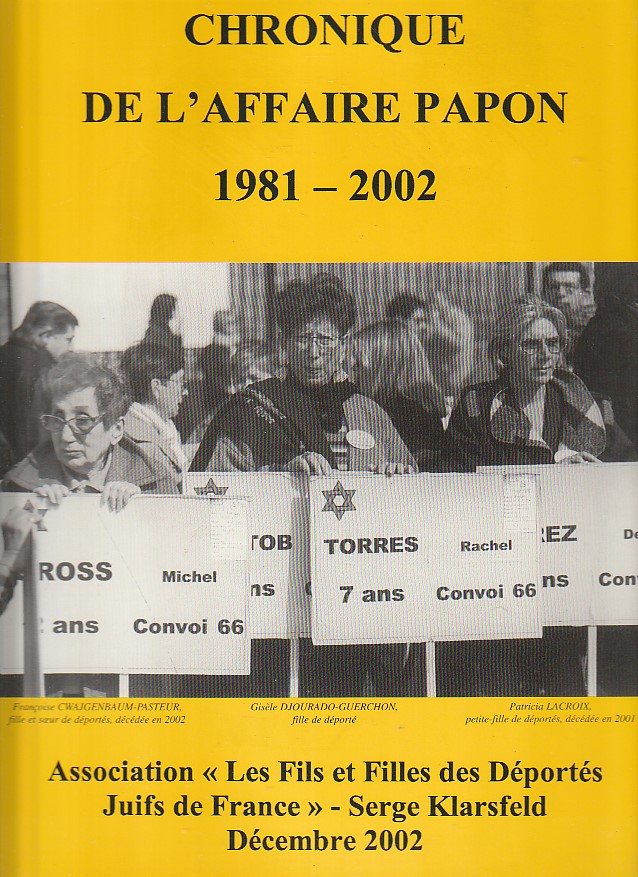 CHRONIQUE
DE L'AFFAIRE PAPON
1981 – 2002
ROSS
Michel
ans
Convoi 66
TOB
ns
TORRES
Rachel
7 ans
Convoi 66
REZ
ns
Con
Françoise CWAJGENBAUM-PASTEUR,
fille et sœur de déportés, décédée en 2002
Gisèle DJOURADO-GUERCHON,
fille de déporté
Patricia LACROIX,
petite-fille de déportés, décédée en 2001
Association « Les Fils et Filles des Déportés
Juifs de France » - Serge Klarsfeld
Décembre 2002